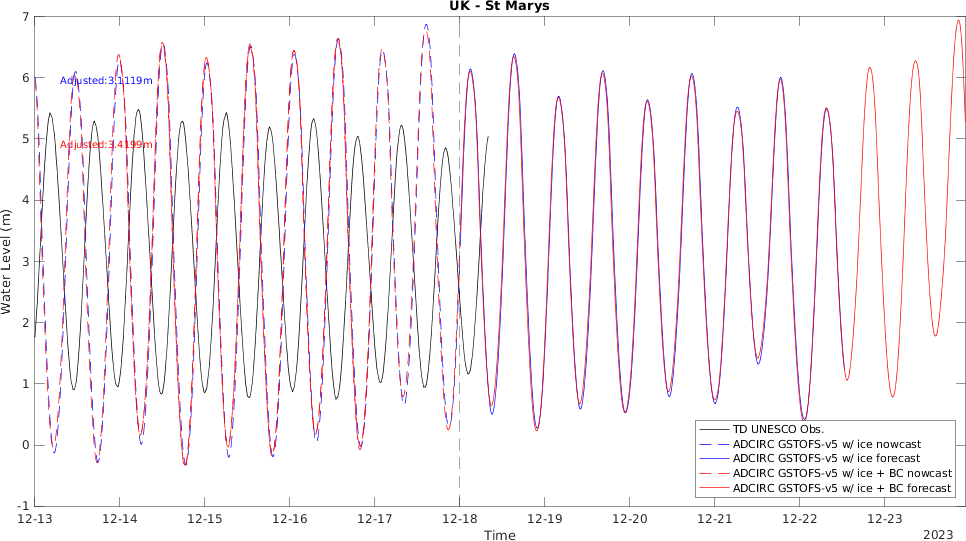 UK - St Marys
7
6
5
4
3
2
1
0
-1
Water Level (m)
Adjusted:3.1119m
Adjusted:3.4199m
TD UNESCO Obs.
ADCIRC GSTOFS-v5 w/ ice nowcast
ADCIRC GSTOFS-v5 w/ ice forecast
ADCIRC GSTOFS-v5 w/ ice + BC nowcast
ADCIRC GSTOFS-v5 w/ ice + BC forecast
12-13 12-14 12-15 12-16 12-17 12-18 12-19 12-20 12-21 12-22 12-23
Time
2023